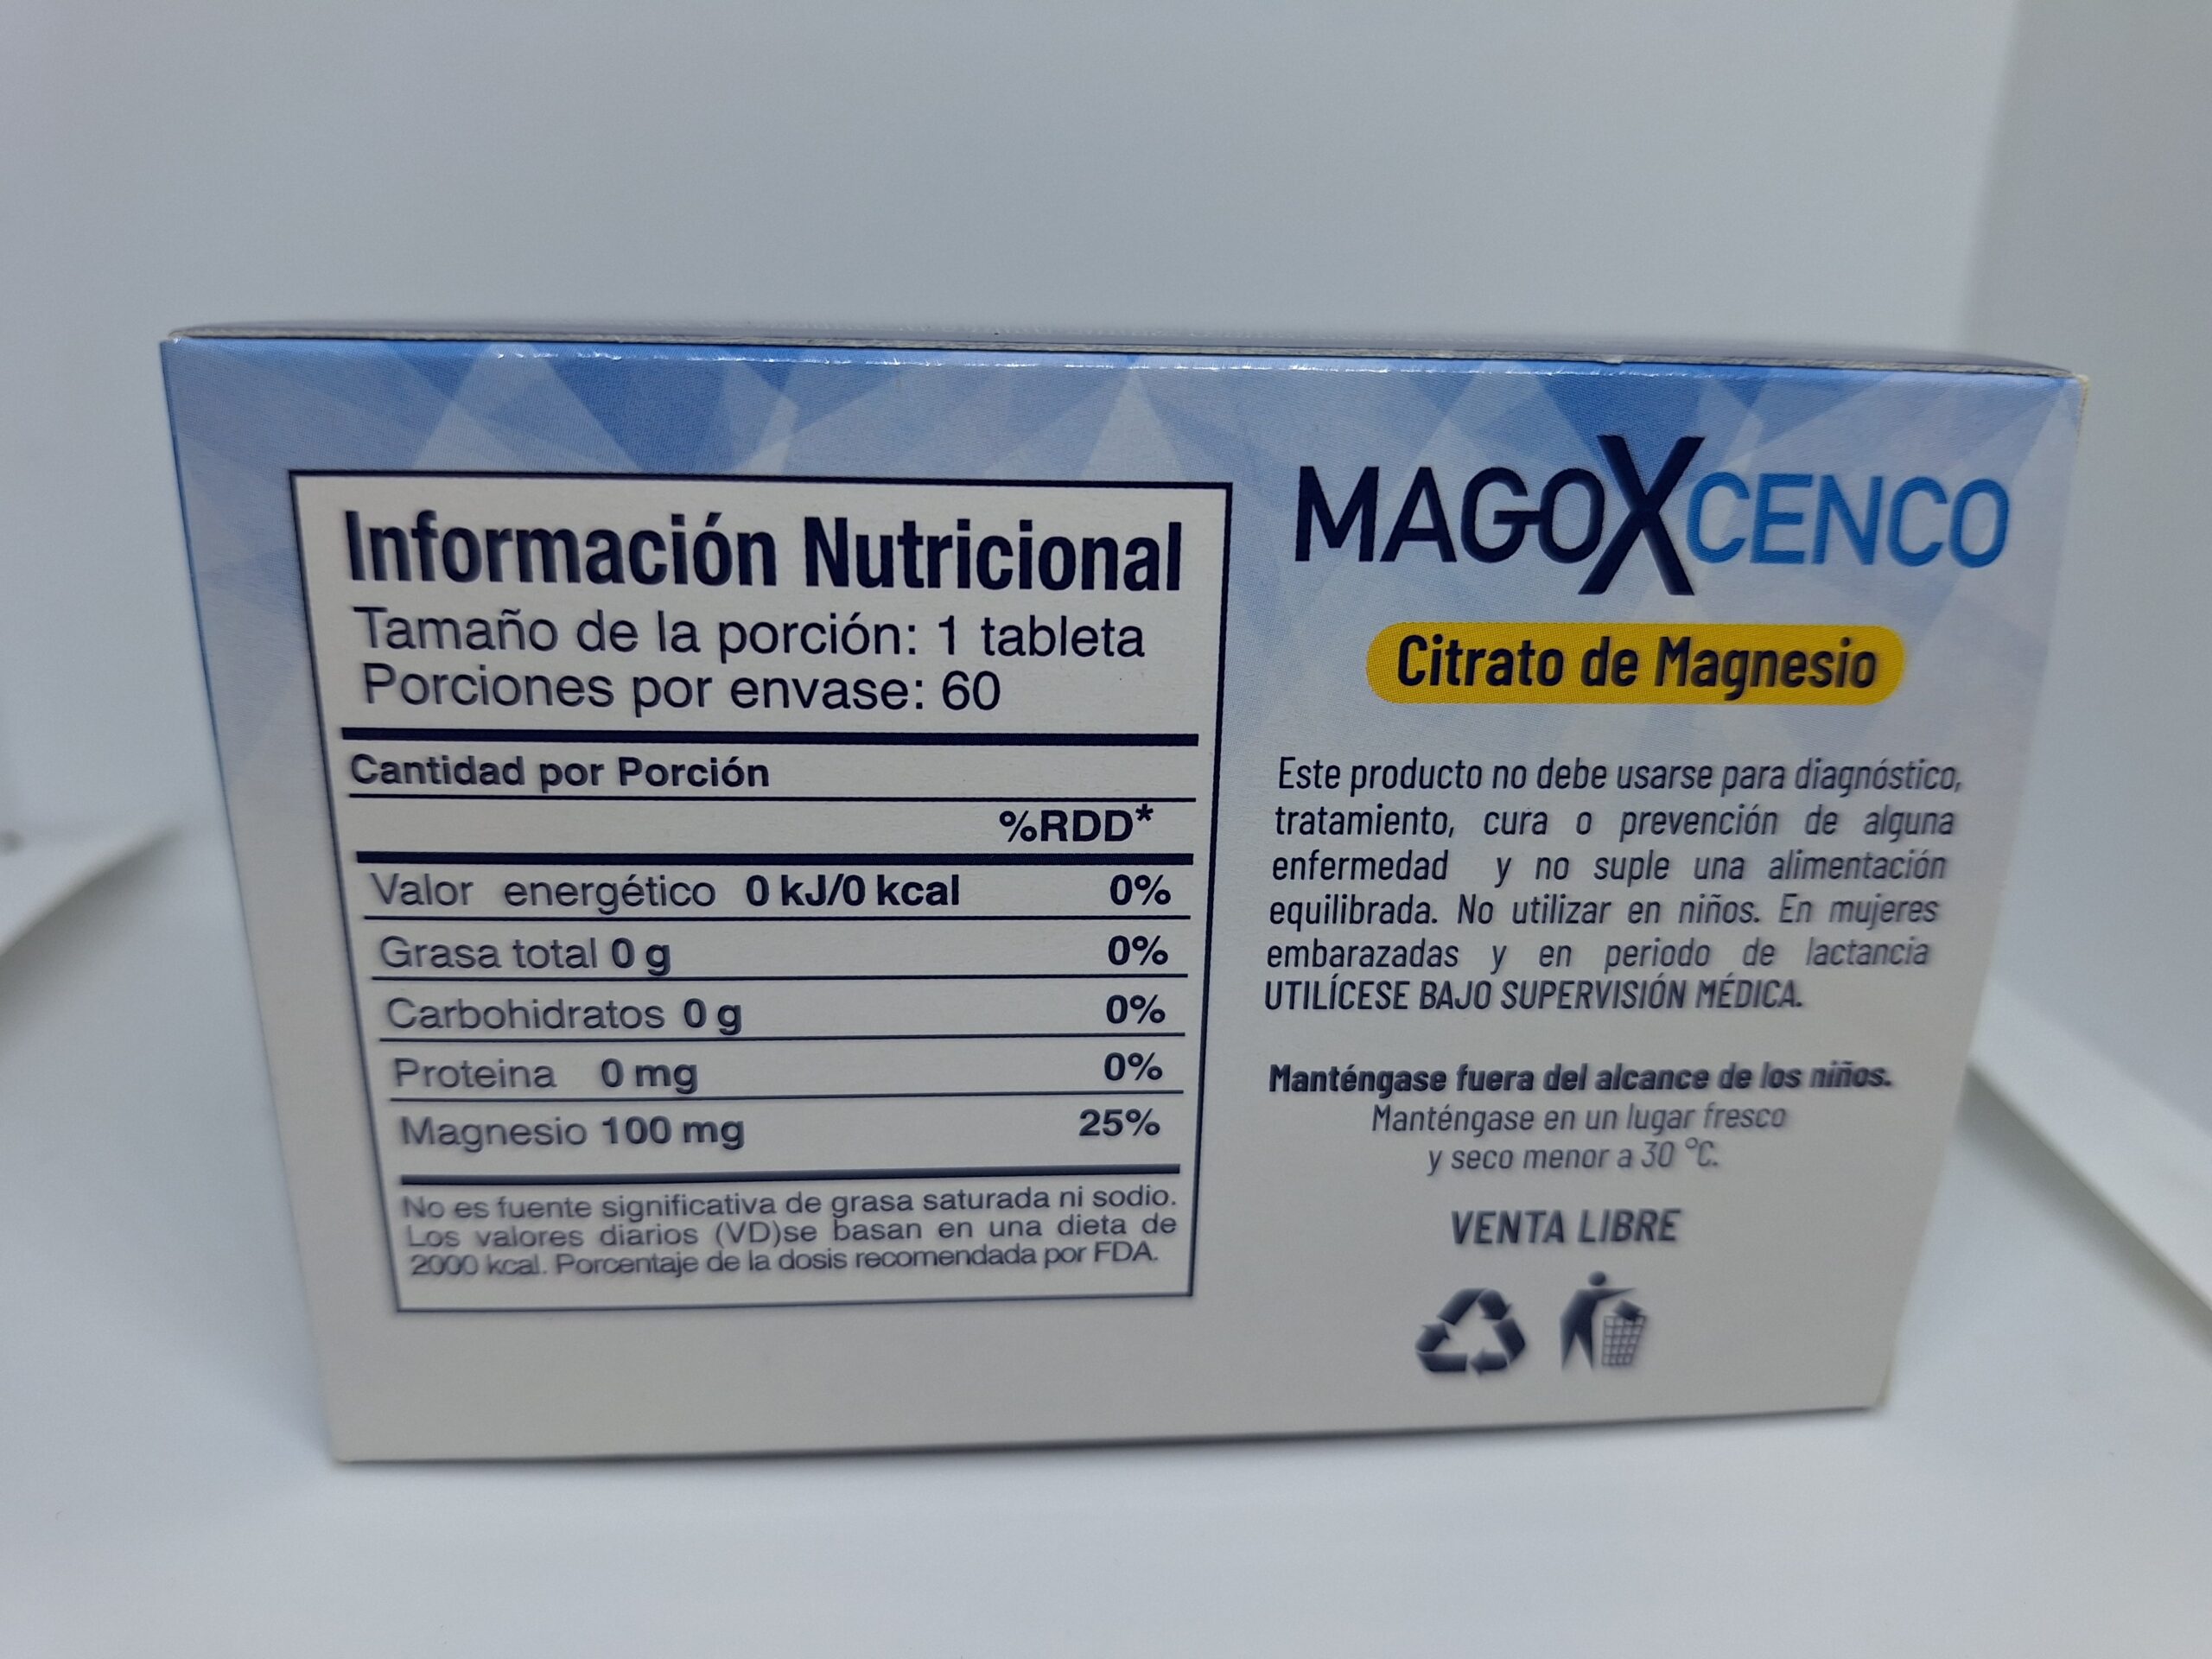 Información Nutricional
Tamaño de la porción: 1 tableta
Porciones por envase: 60
Cantidad por Porción
%RDD*
Valor energético 0 kJ/0 kcal 0%
Grasa total 0 g 0%
Carbohidratos 0 g 0%
Proteina 0 mg 0%
Magnesio 100 mg 25%
No es fuente significativa de grasa saturada ni sodio.
Los valores diarios (VD)se basan en una dieta de
2000 kcal. Porcentaje de la dosis recomendada por FDA.
MAGOXCENCO
Citrato de Magnesio
Este producto no debe usarse para diagnóstico,
tratamiento, cura o prevención de alguna
enfermedad y no suple una alimentación
equilibrada. No utilizar en niños. En mujeres
embarazadas y en periodo de lactancia
UTILÍCESE BAJO SUPERVISIÓN MÉDICA.
Manténgase fuera del alcance de los niños.
Manténgase en un lugar fresco
y seco menor a 30 °C.
VENTA LIBRE